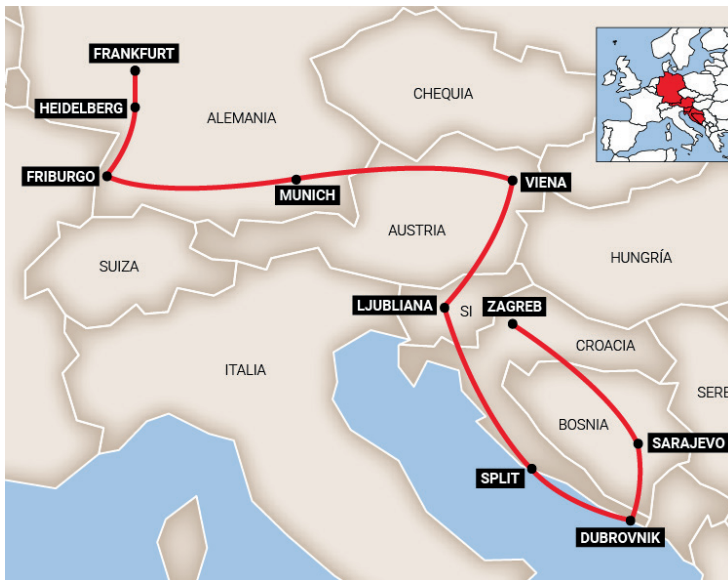 FRANKFURT
CHEQUIA
HEIDELBERG
ALEMANIA
FRIBURGO
MUNICH
VIENA
AUSTRIA
HUNGRÍA
SUIZA
LJUBLIANA
SI
ZAGREB
CROACIA
ITALIA
SERB
BOSNIA
SARAJEVO
SPLIT
DUBROVNIK